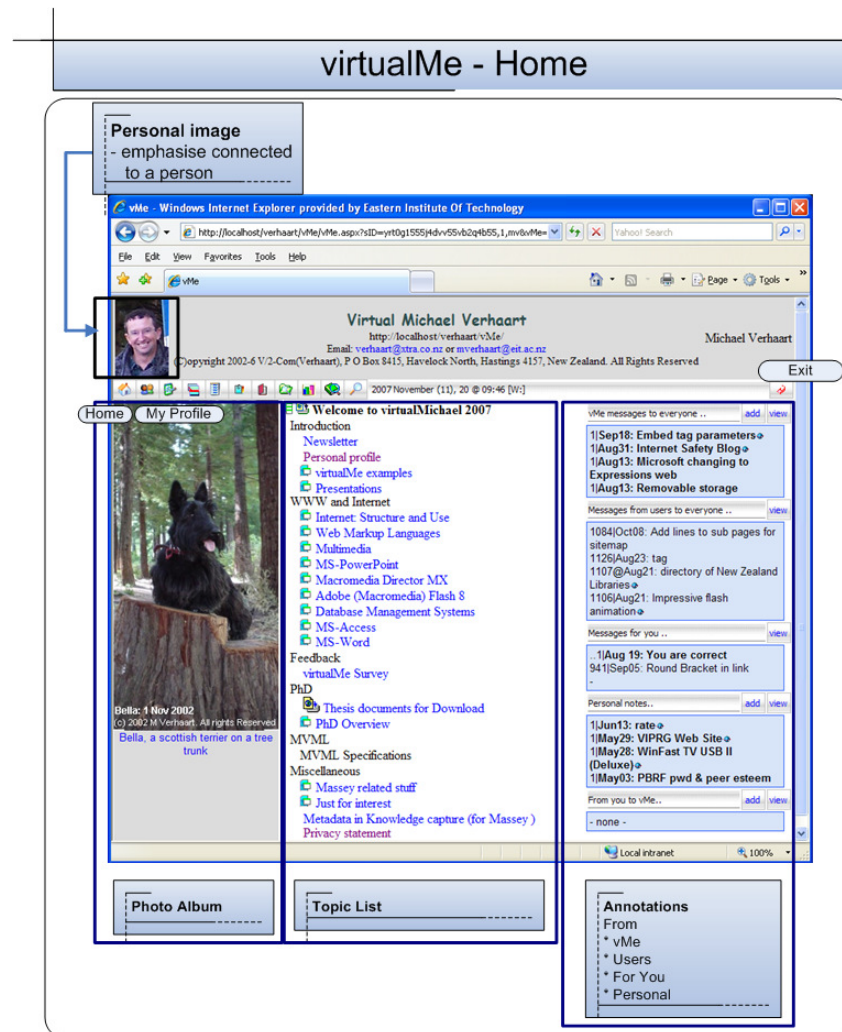 virtualMe - Home
Personal image
- emphasise connected
to a person
vMe - Windows Internet Explorer provided by Eastern Institute Of Technology
http://localhost/verhaart/vMe/vMe.aspx?sID=yrt0g1555j4dvv55vb2q4b55,1,mv&vMe=
Yahoo! Search
File Edit View Favorites Tools Help
vMe
Page Tools
Virtual Michael Verhaart
http://localhost/verhaart/vMe/
Email: verhaart@xtra.co.nz or mverhaart@eit.ac.nz
Michael Verhaart
(C)opyright 2002-6 V/2-Com(Verhaart), P O Box 8415, Havelock North, Hastings 4157, New Zealand. All Rights Reserved
Exit
2007 November (11), 20 @ 09:46 [W:]
Home My Profile
Bella: 1 Nov 2002
(c) 2002 M Verhaart. All rights Reserved
Bella, a scottish terrier on a tree
trunk
Welcome to virtualMichael 2007
Introduction
Newsletter
Personal profile
virtualMe examples
Presentations
WWW and Internet
Internet: Structure and Use
Web Markup Languages
Multimedia
MS-PowerPoint
Macromedia Director MX
Adobe (Macromedia) Flash 8
Database Management Systems
MS-Access
MS-Word
Feedback
virtualMe Survey
PhD
Thesis documents for Download
PhD Overview
MVML
MVML Specifications
Miscellaneous
Massey related stuff
Just for interest
Metadata in Knowledge capture (for Massey )
Privacy statement
vMe messages to everyone .. add view
1|Sep18: Embed tag parameters
1|Aug31: Internet Safety Blog
1|Aug13: Microsoft changing to
Expressions web
1|Aug13: Removable storage
Messages from users to everyone .. view
1084|Oct08: Add lines to sub pages for
sitemap
1126|Aug23: tag
1107@Aug21: directory of New Zealand
Libraries
1106|Aug21: Impressive flash
animation
Messages for you .. view
..1|Aug 19: You are correct
941|Sep05: Round Bracket in link
-
Personal notes.. add view
1|Jun13: rate
1|May29: VIPRG Web Site
1|May28: WinFast TV USB II
(Deluxe)
1|May03: PBRF pwd & peer esteem
From you to vMe.. add view
- none -
Local intranet 100%
Photo Album
Topic List
Annotations
From
* vMe
* Users
* For You
* Personal